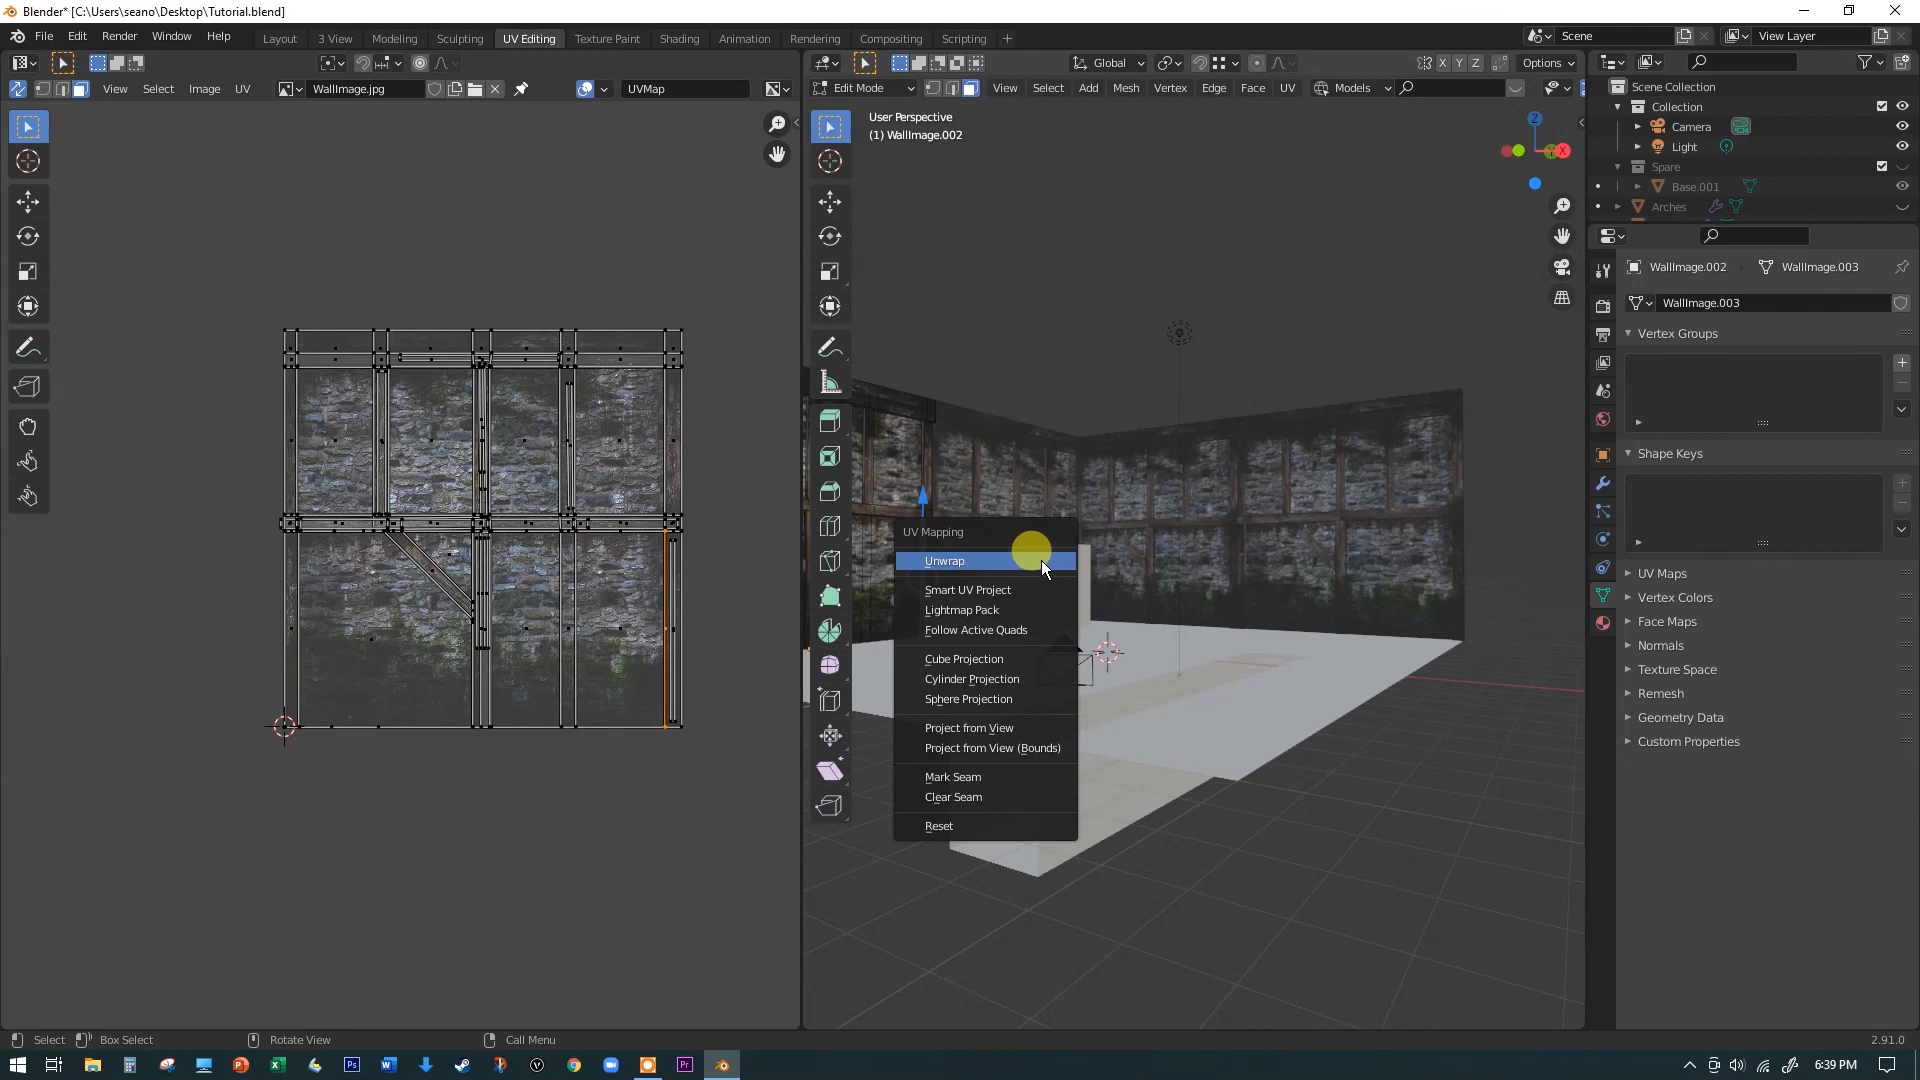 Blender* [C:\Users\seano\Desktop\Tutorial.blend]
File Edit Render Window Help
Layout 3 View Modeling Sculpting UV Editing Texture Paint Shading Animation Rendering Compositing Scripting +
Scene
View Layer
Global
X Y Z
Options
View Select Image UV
WallImage.jpg
UVMap
Edit Mode
View Select Add Mesh Vertex Edge Face UV
Models
User Perspective
(1) WallImage.002
Z
X
UV Mapping
Unwrap
Smart UV Project
Lightmap Pack
Follow Active Quads
Cube Projection
Cylinder Projection
Sphere Projection
Project from View
Project from View (Bounds)
Mark Seam
Clear Seam
Reset
Scene Collection
Collection
Camera
Light
Spare
Base.001
Arches
WallImage.002
WallImage.003
WallImage.003
Vertex Groups
Shape Keys
UV Maps
Vertex Colors
Face Maps
Normals
Texture Space
Remesh
Geometry Data
Custom Properties
Select
Box Select
Rotate View
Call Menu
2.91.0
6:39 PM